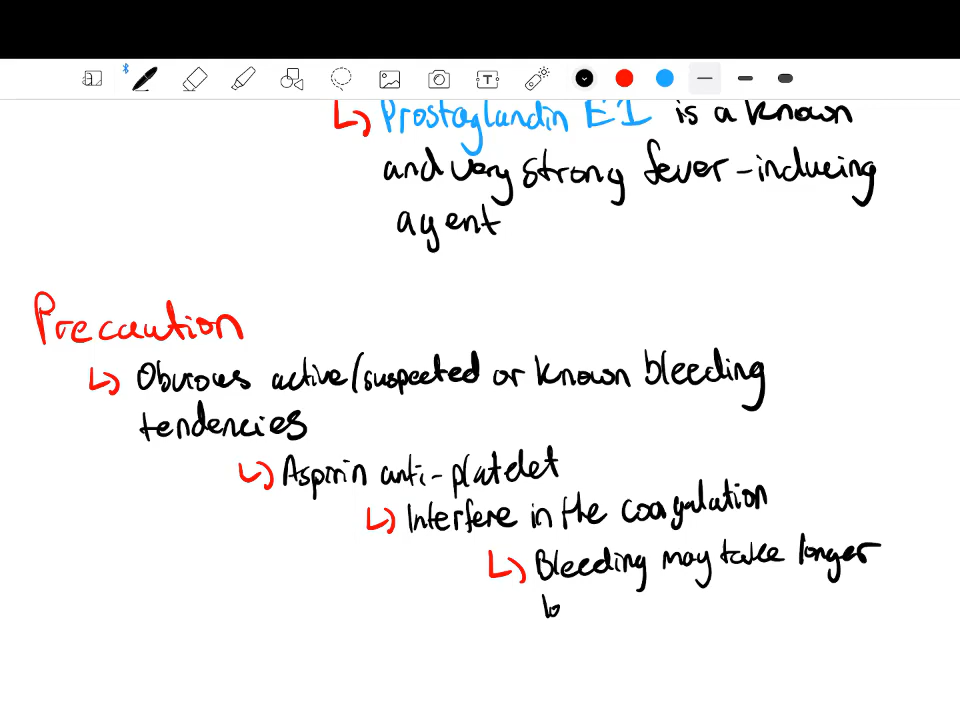 ↳ Prostaglandin E1 is a known
and very strong fever-inducing
agent
Precaution
↳ Obvious active/suspected or known bleeding
tendencies
↳ Aspirin anti-platelet
↳ Interfere in the coagulation
↳ Bleeding may take longer
to